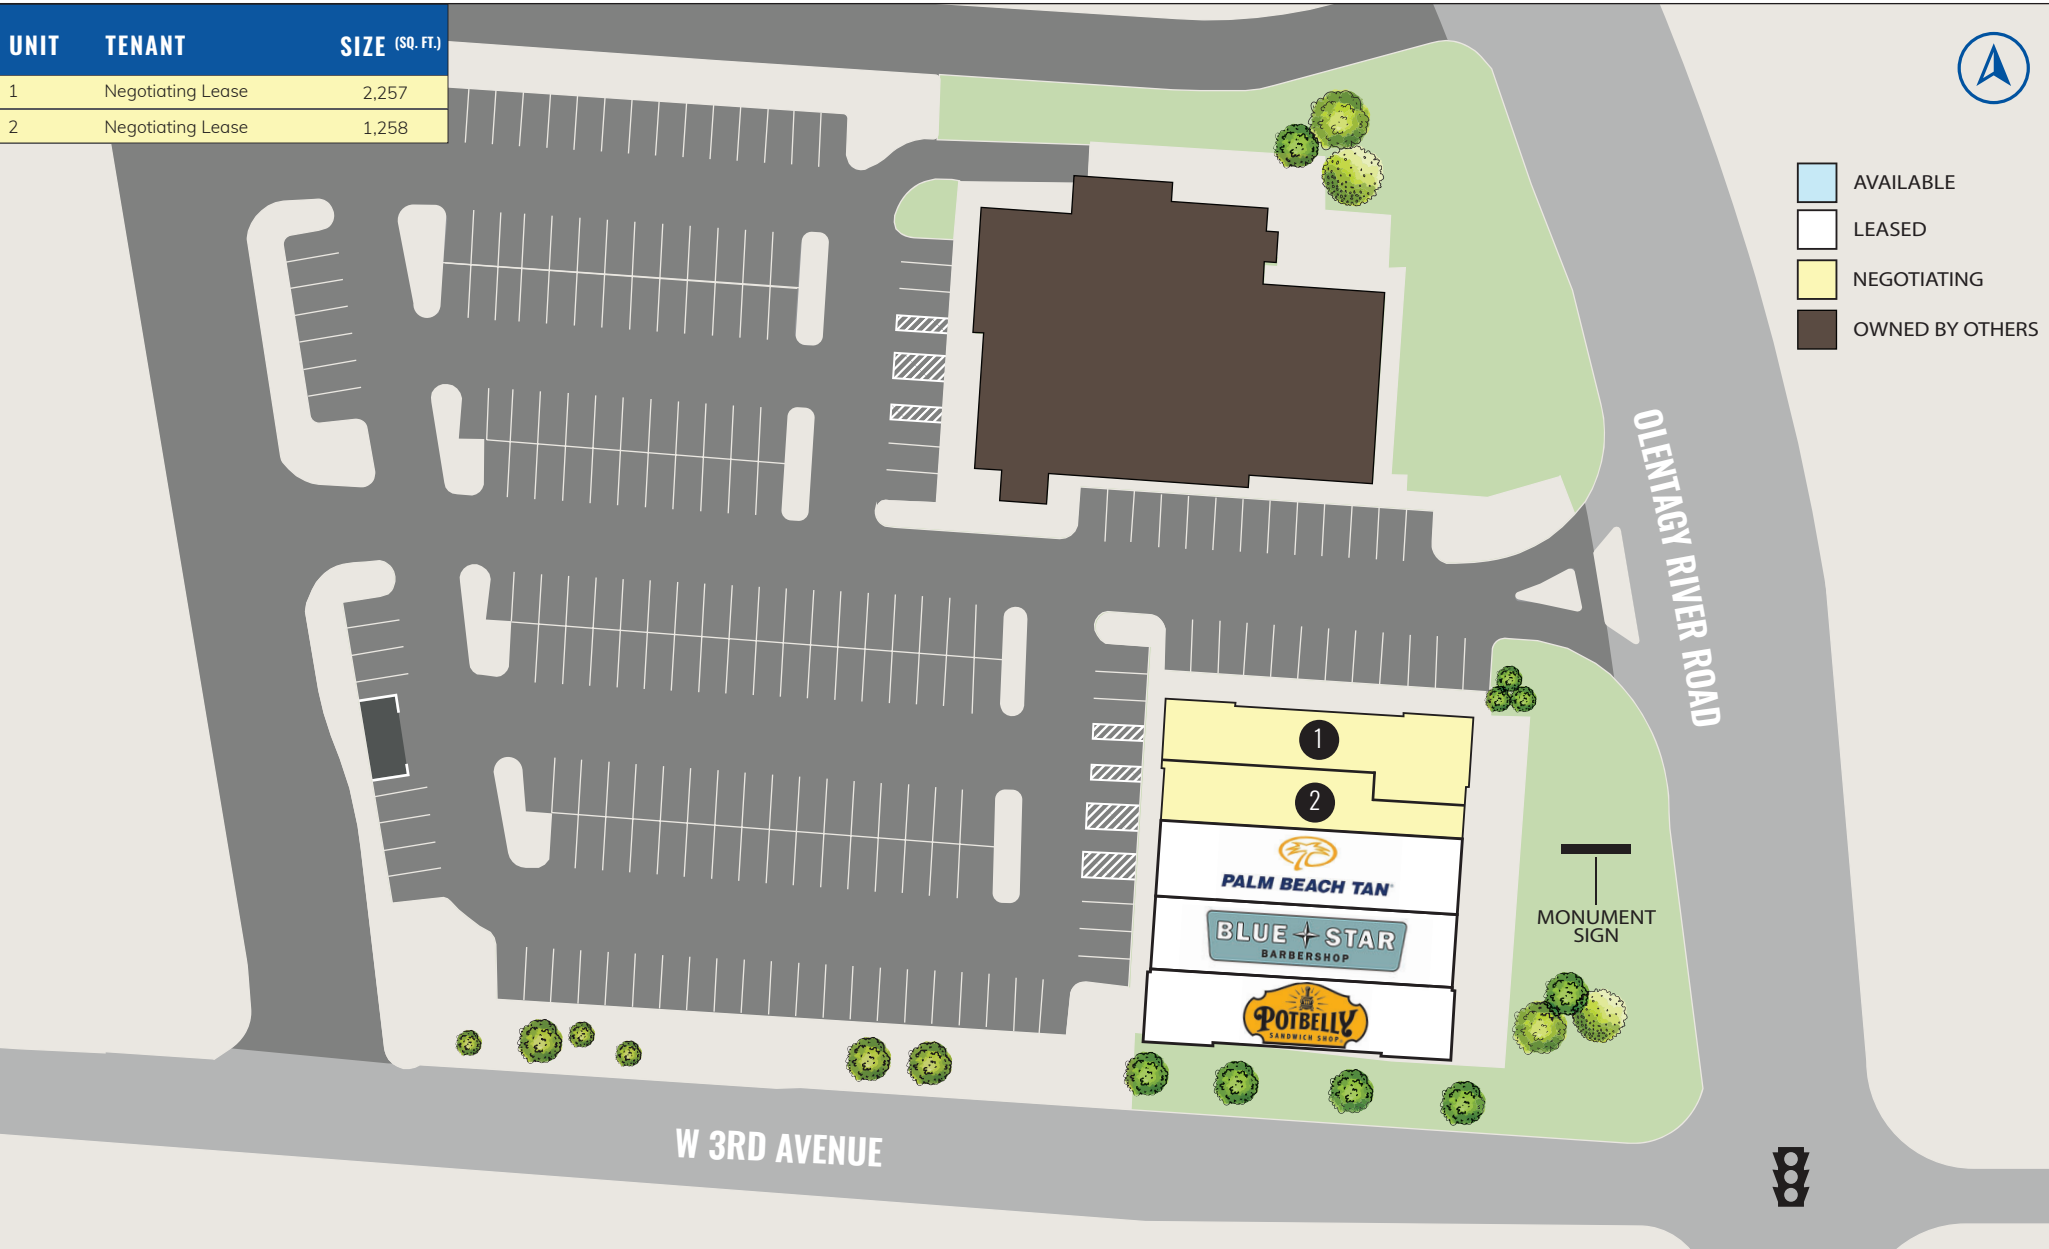 UNIT TENANT SIZE (SQ. FT.)
1 Negotiating Lease 2,257
2 Negotiating Lease 1,258
AVAILABLE
LEASED
NEGOTIATING
OWNED BY OTHERS
OLENTAGY RIVER ROAD
1
2
PALM BEACH TAN
BLUE STAR
BARBERSHOP
POTBELLY
SANDWICH SHOP
MONUMENT
SIGN
W 3RD AVENUE